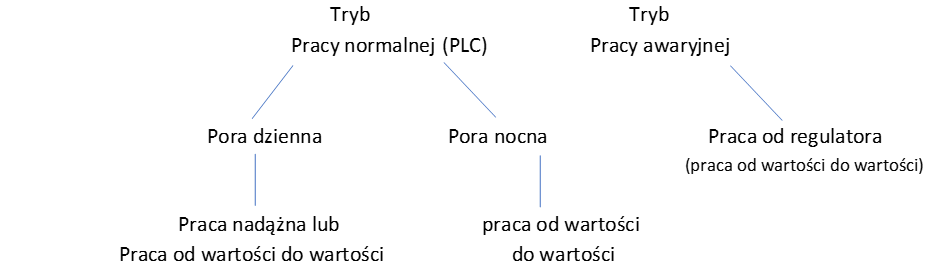 Tryb
Pracy normalnej (PLC)
Tryb
Pracy awaryjnej
Pora dzienna
Pora nocna
Praca od regulatora
(praca od wartości do wartości)
Praca nadążna lub
Praca od wartości do wartości
praca od wartości
do wartości